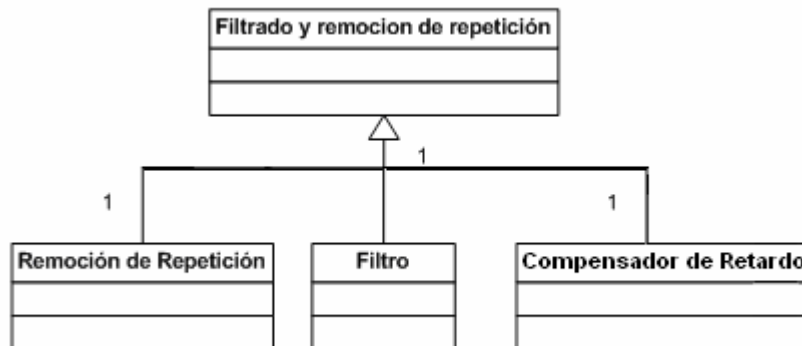 Filtrado y remocion de repetición
1
1
1
Remoción de Repetición
Filtro
Compensador de Retardo